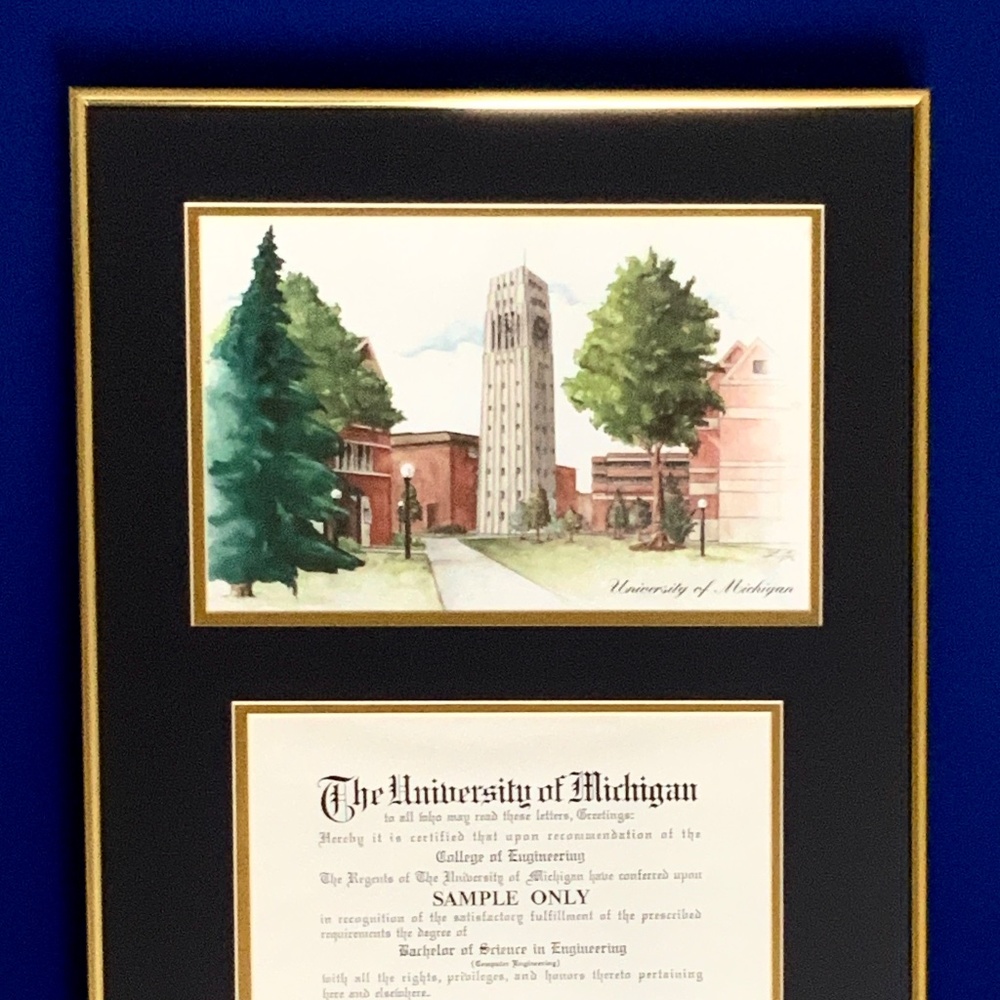 University of Michigan
The University of Michigan
to all who may read these letters, Greetings:
Hereby it is certified that upon recommendation of the
College of Engineering
The Regents of The University of Michigan have conferred upon
SAMPLE ONLY
in recognition of the satisfactory fulfillment of the prescribed
requirements the degree of
Bachelor of Science in Engineering
(Computer Engineering)
with all the rights, privileges, and honors thereto pertaining
here and elsewhere.